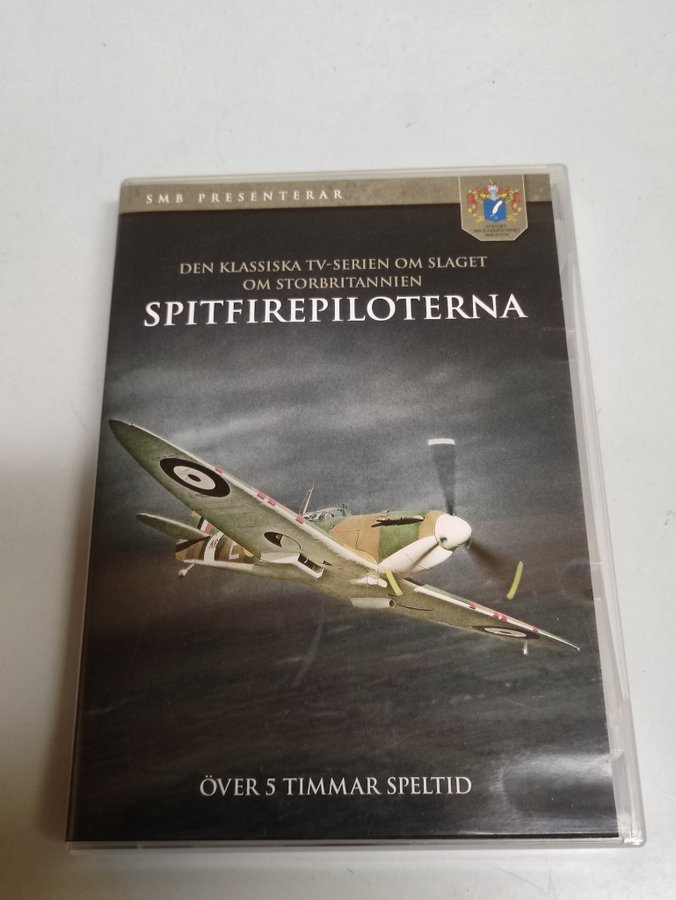 SMB PRESENTERAR
DEN KLASSISKA TV-SERIEN OM SLAGET
OM STORBRITANNIEN
SPITFIREPILOTERNA
ÖVER 5 TIMMAR SPELTID